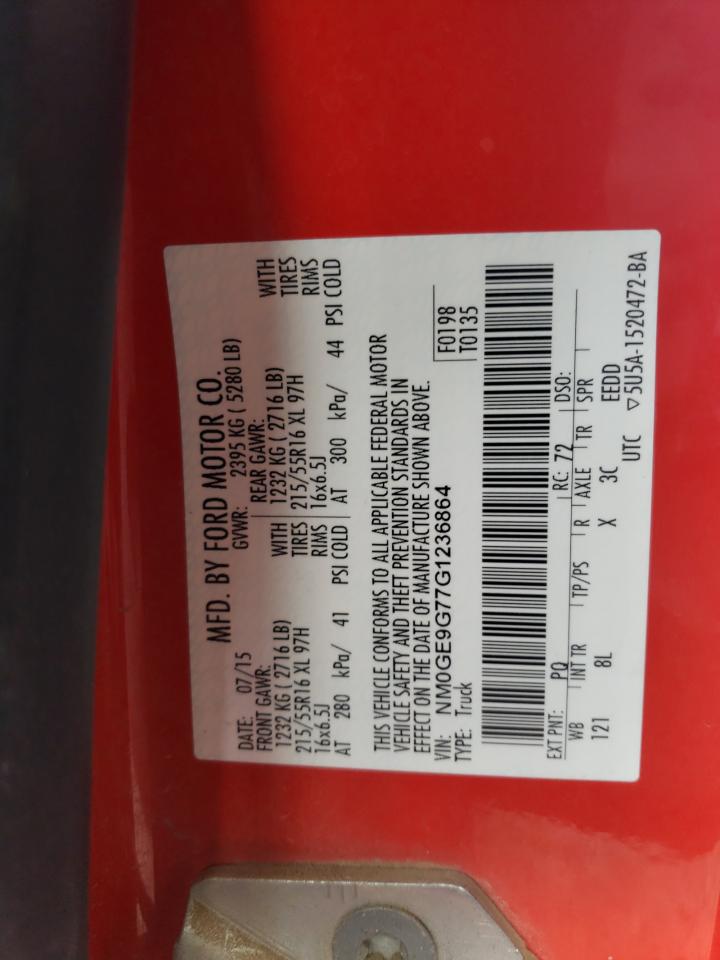 MFD. BY FORD MOTOR CO.
DATE: 07/15 GVWR: 2395 KG ( 5280 LB)
FRONT GAWR: REAR GAWR:
1232 KG ( 2716 LB) WITH 1232 KG ( 2716 LB) WITH
215/55R16 XL 97H TIRES 215/55R16 XL 97H TIRES
16x6.5J RIMS 16x6.5J RIMS
AT 280 kPa/ 41 PSI COLD AT 300 kPa/ 44 PSI COLD
THIS VEHICLE CONFORMS TO ALL APPLICABLE FEDERAL MOTOR
VEHICLE SAFETY AND THEFT PREVENTION STANDARDS IN
EFFECT ON THE DATE OF MANUFACTURE SHOWN ABOVE.
VIN: NM0GE9G77G1236864 F0198
TYPE: Truck T0135
EXT PNT: PQ RC: 72 DSO:
WB INT TR TP/PS R AXLE TR SPR
121 8L X 3C EEDD
UTC ▽5U5A-1520472-BA